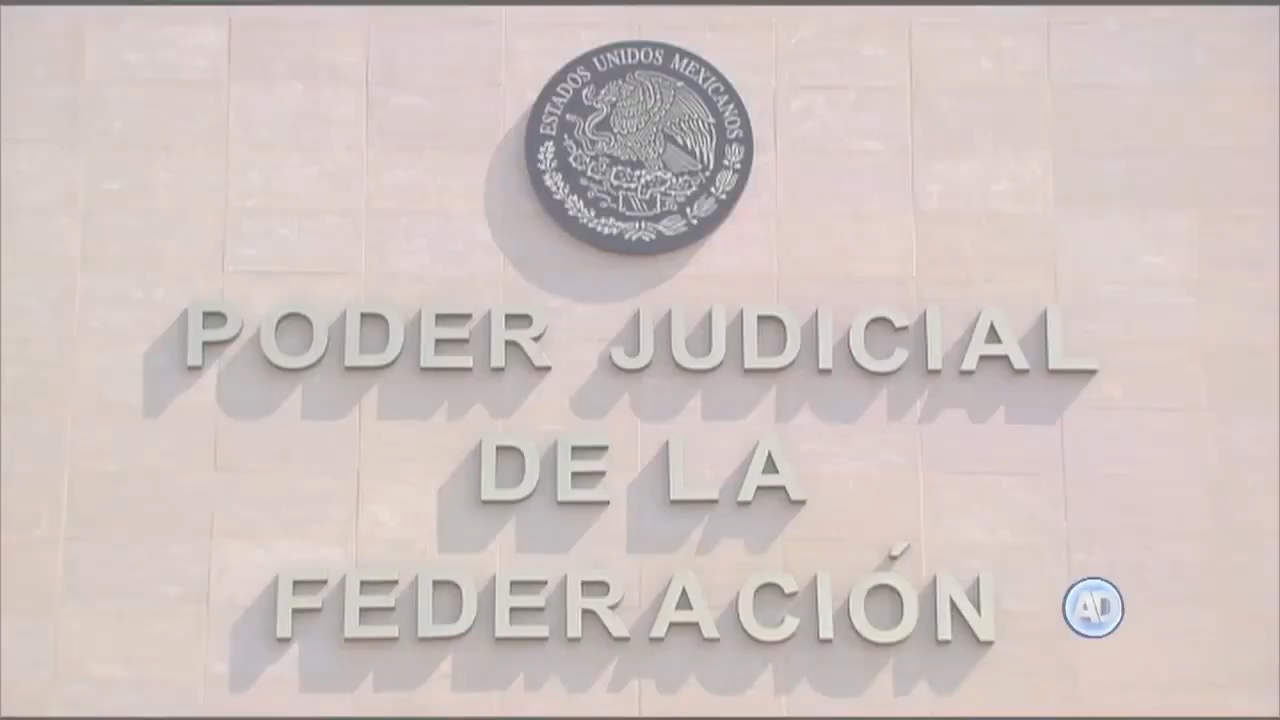 ESTADOS UNIDOS MEXICANOS
PODER JUDICIAL
DE LA
FEDERACIÓN
AD